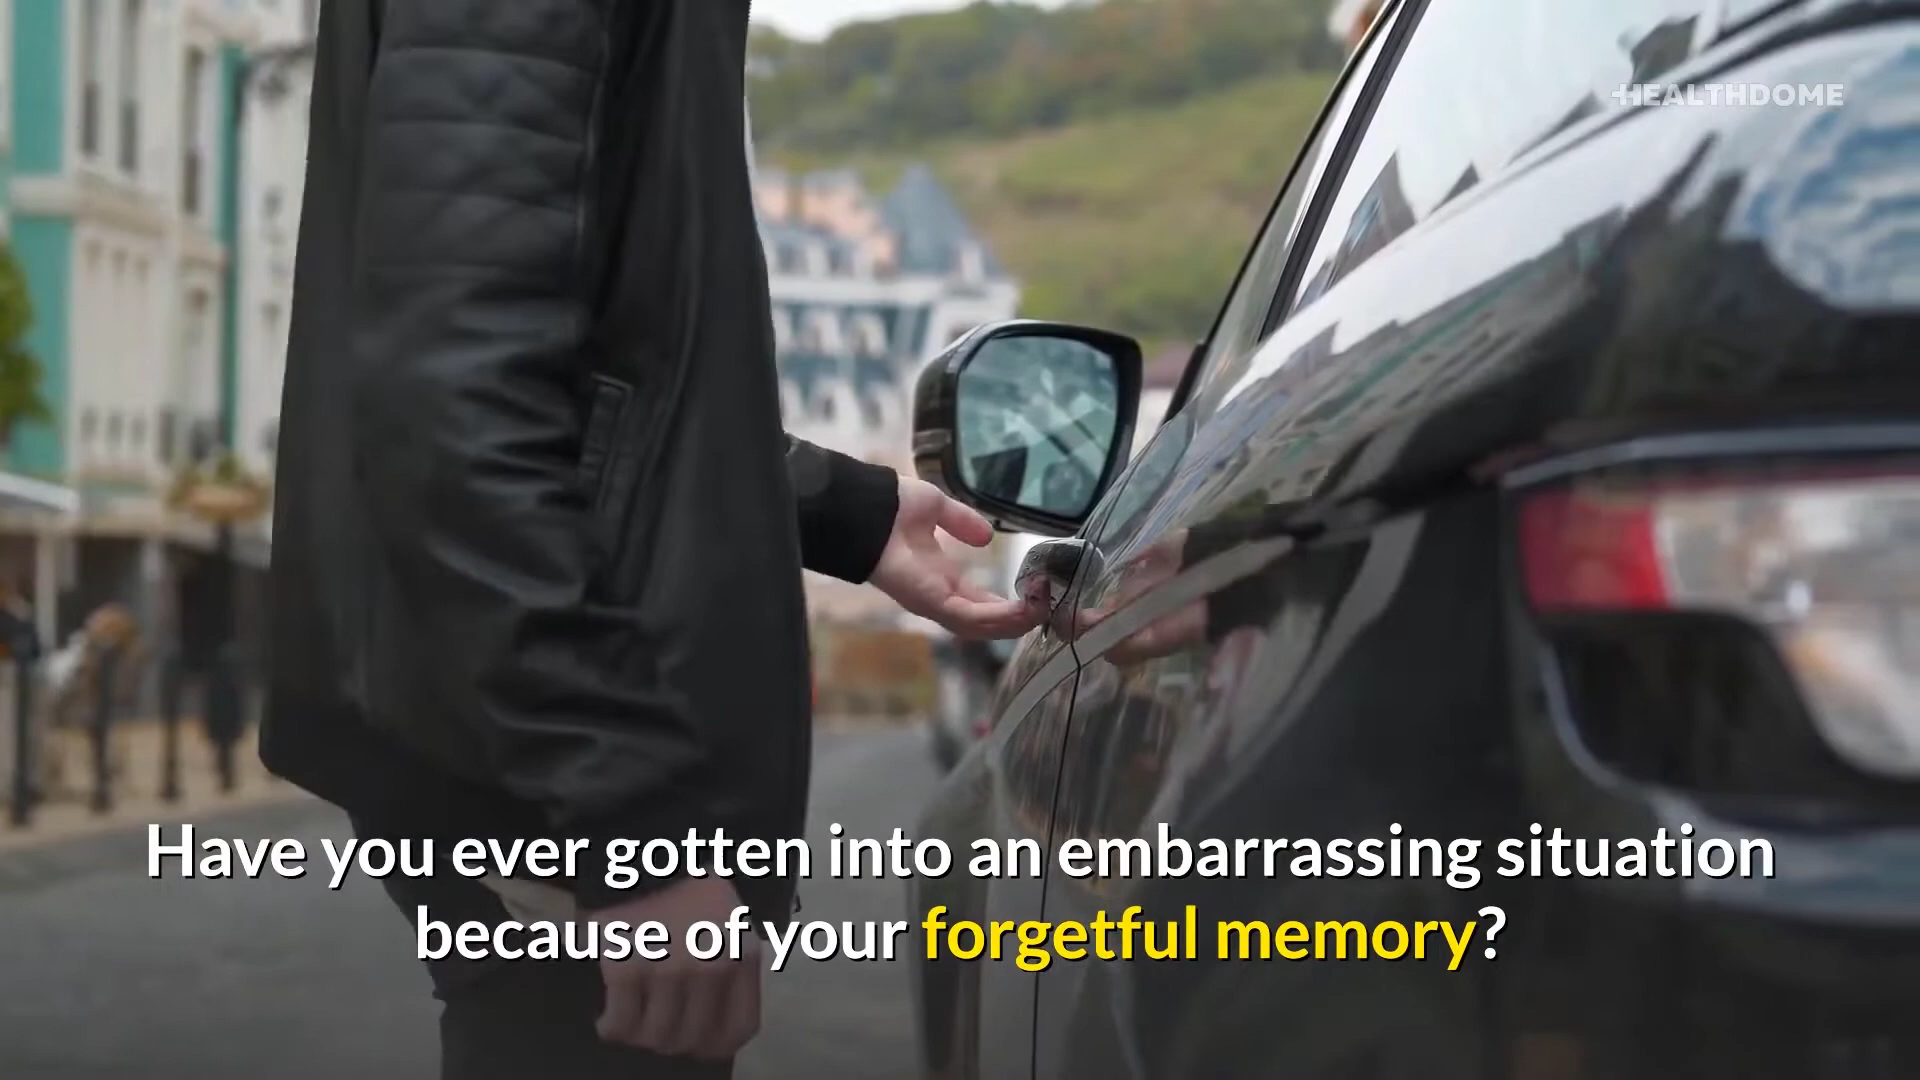 HEALTHDOME
Have you ever gotten into an embarrassing situation
because of your forgetful memory?